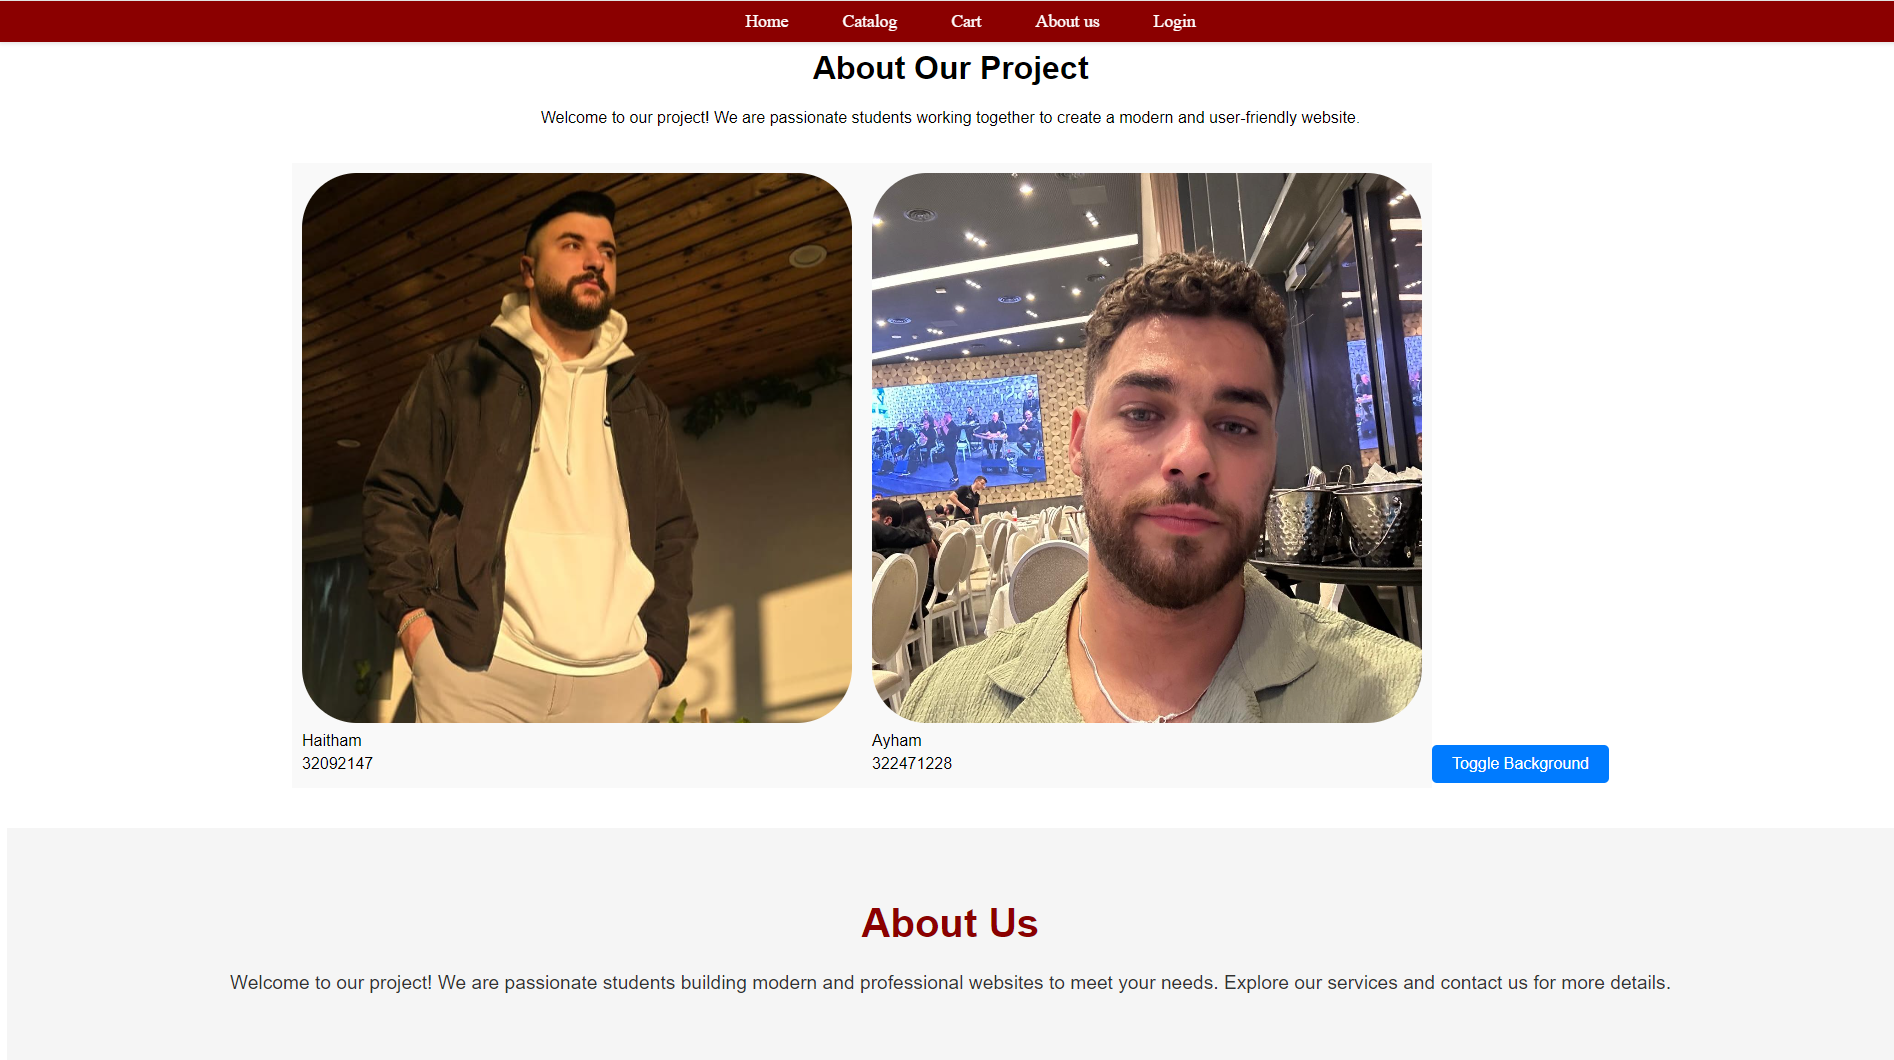 Home Catalog Cart About us Login
About Our Project
Welcome to our project! We are passionate students working together to create a modern and user-friendly website.
Haitham
32092147
Ayham
322471228
Toggle Background
About Us
Welcome to our project! We are passionate students building modern and professional websites to meet your needs. Explore our services and contact us for more details.